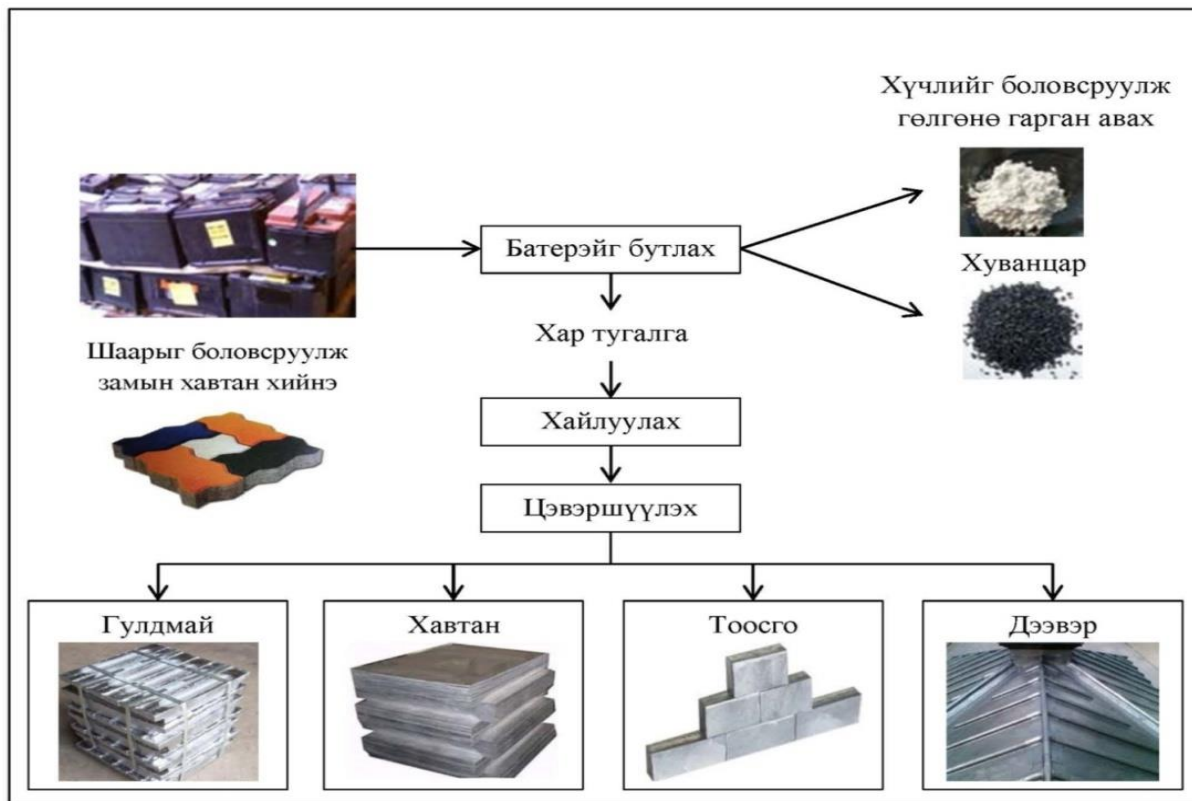 Хүчлийг боловсруулж
гөлгөнө гарган авах
Батерэйг бутлах
Хуванцар
Хар тугалга
Шаарыг боловсруулж
замын хавтан хийнэ
Хайлуулах
Цэвэршүүлэх
Гулдмай
Хавтан
Тоосго
Дээвэр